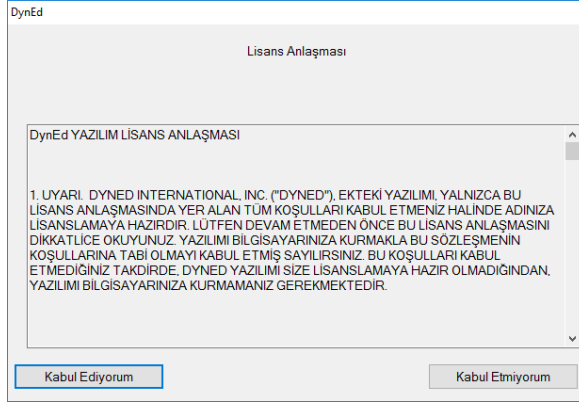 DynEd
Lisans Anlaşması
DynEd YAZILIM LİSANS ANLAŞMASI
1. UYARI. DYNED INTERNATIONAL, INC. ("DYNED"), EKTEKİ YAZILIMI, YALNIZCA BU
LİSANS ANLAŞMASINDA YER ALAN TÜM KOŞULLARI KABUL ETMENİZ HALİNDE ADINIZA
LİSANSLAMAYA HAZIRDIR. LÜTFEN DEVAM ETMEDEN ÖNCE BU LİSANS ANLAŞMASINI
DİKKATLİCE OKUYUNUZ. YAZILIMI BİLGİSAYARINIZA KURMAKLA BU SÖZLEŞMENİN
KOŞULLARINA TABİ OLMAYI KABUL ETMİŞ SAYILIRSINIZ. BU KOŞULLARI KABUL
ETMEDİĞİNİZ TAKDİRDE, DYNED YAZILIMI SİZE LİSANSLAMAYA HAZIR OLMADIĞINDAN,
YAZILIMI BİLGİSAYARINIZA KURMAMANIZ GEREKMEKTEDİR.
Kabul Ediyorum
Kabul Etmiyorum